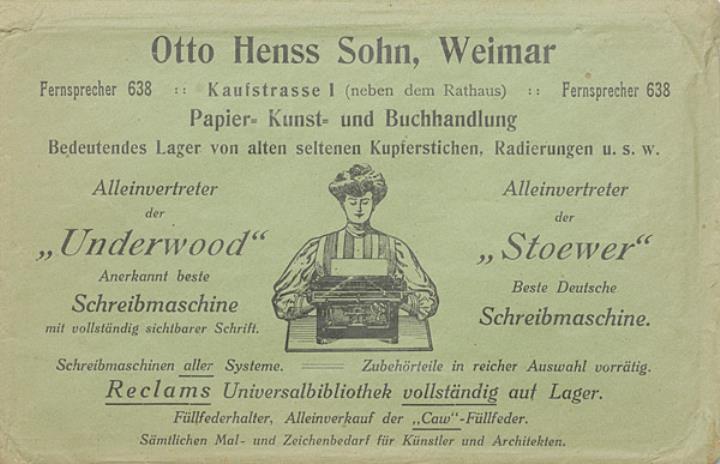 Otto Henss Sohn, Weimar
Fernsprecher 638 :: Kaufstrasse 1 (neben dem Rathaus) :: Fernsprecher 638
Papier= Kunst= und Buchhandlung
Bedeutendes Lager von alten seltenen Kupferstichen, Radierungen u. s. w.
Alleinvertreter
der
„Underwood“
Anerkannt beste
Schreibmaschine
mit vollständig sichtbarer Schrift.
Alleinvertreter
der
„Stoewer“
Beste Deutsche
Schreibmaschine.
Schreibmaschinen aller Systeme. Zubehörteile in reicher Auswahl vorrätig.
Reclams Universalbibliothek vollständig auf Lager.
Füllfederhalter, Alleinverkauf der „Caw“-Füllfeder.
Sämtlichen Mal- und Zeichenbedarf für Künstler und Architekten.